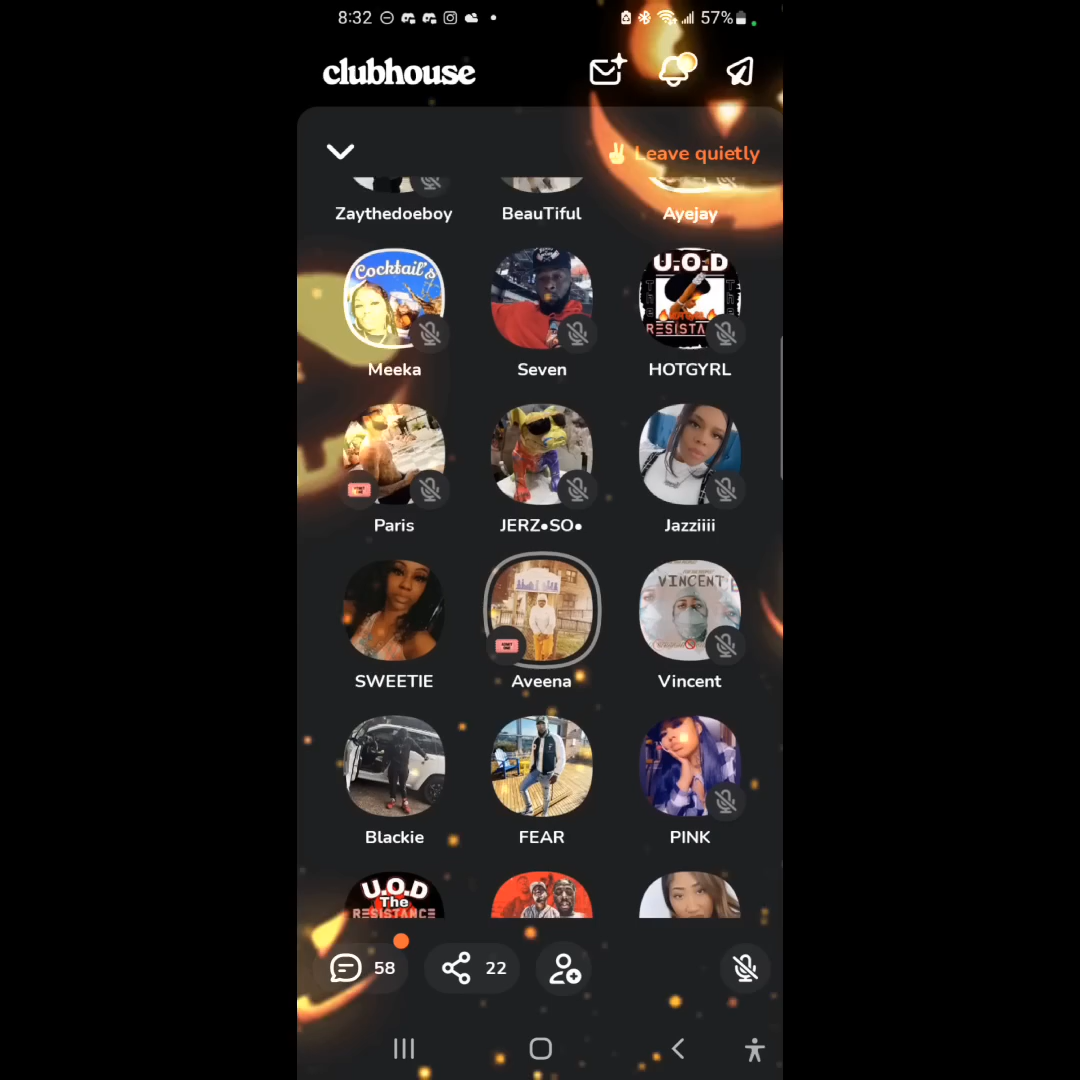 8:32
57%
clubhouse
✌ Leave quietly
Zaythedoeboy BeauTiful Ayejay
Cocktail's
U.O.D
RESISTA
Meeka Seven HOTGYRL
Paris JERZ•SO• Jazziiii
VINCENT
SWEETIE Aveena Vincent
Blackie FEAR PINK
U.O.D
The
RESISTANCE
58 22